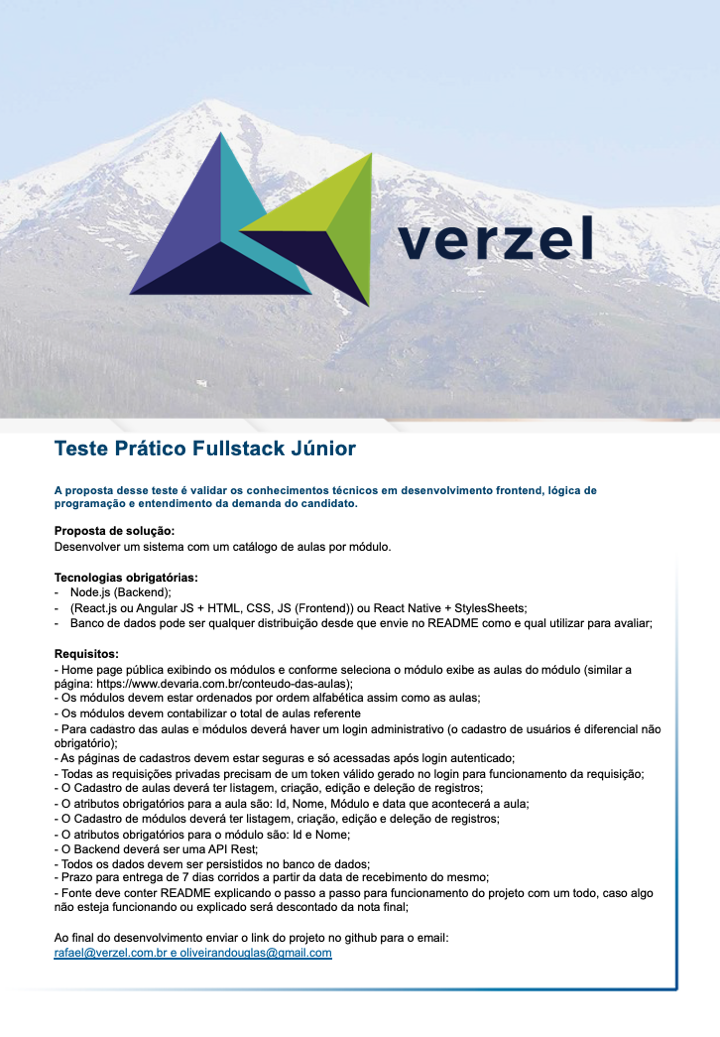 verzel
Teste Prático Fullstack Júnior
A proposta desse teste é validar os conhecimentos técnicos em desenvolvimento frontend, lógica de
programação e entendimento da demanda do candidato.
Proposta de solução:
Desenvolver um sistema com um catálogo de aulas por módulo.
Tecnologias obrigatórias:
- Node.js (Backend);
- (React.js ou Angular JS + HTML, CSS, JS (Frontend)) ou React Native + StylesSheets;
- Banco de dados pode ser qualquer distribuição desde que envie no README como e qual utilizar para avaliar;
Requisitos:
- Home page pública exibindo os módulos e conforme seleciona o módulo exibe as aulas do módulo (similar a
página: https://www.devaria.com.br/conteudo-das-aulas);
- Os módulos devem estar ordenados por ordem alfabética assim como as aulas;
- Os módulos devem contabilizar o total de aulas referente
- Para cadastro das aulas e módulos deverá haver um login administrativo (o cadastro de usuários é diferencial não
obrigatório);
- As páginas de cadastros devem estar seguras e só acessadas após login autenticado;
- Todas as requisições privadas precisam de um token válido gerado no login para funcionamento da requisição;
- O Cadastro de aulas deverá ter listagem, criação, edição e deleção de registros;
- O atributos obrigatórios para a aula são: Id, Nome, Módulo e data que acontecerá a aula;
- O Cadastro de módulos deverá ter listagem, criação, edição e deleção de registros;
- O atributos obrigatórios para o módulo são: Id e Nome;
- O Backend deverá ser uma API Rest;
- Todos os dados devem ser persistidos no banco de dados;
- Prazo para entrega de 7 dias corridos a partir da data de recebimento do mesmo;
- Fonte deve conter README explicando o passo a passo para funcionamento do projeto com um todo, caso algo
não esteja funcionando ou explicado será descontado da nota final;
Ao final do desenvolvimento enviar o link do projeto no github para o email:
rafael@verzel.com.br e oliveirandouglas@gmail.com